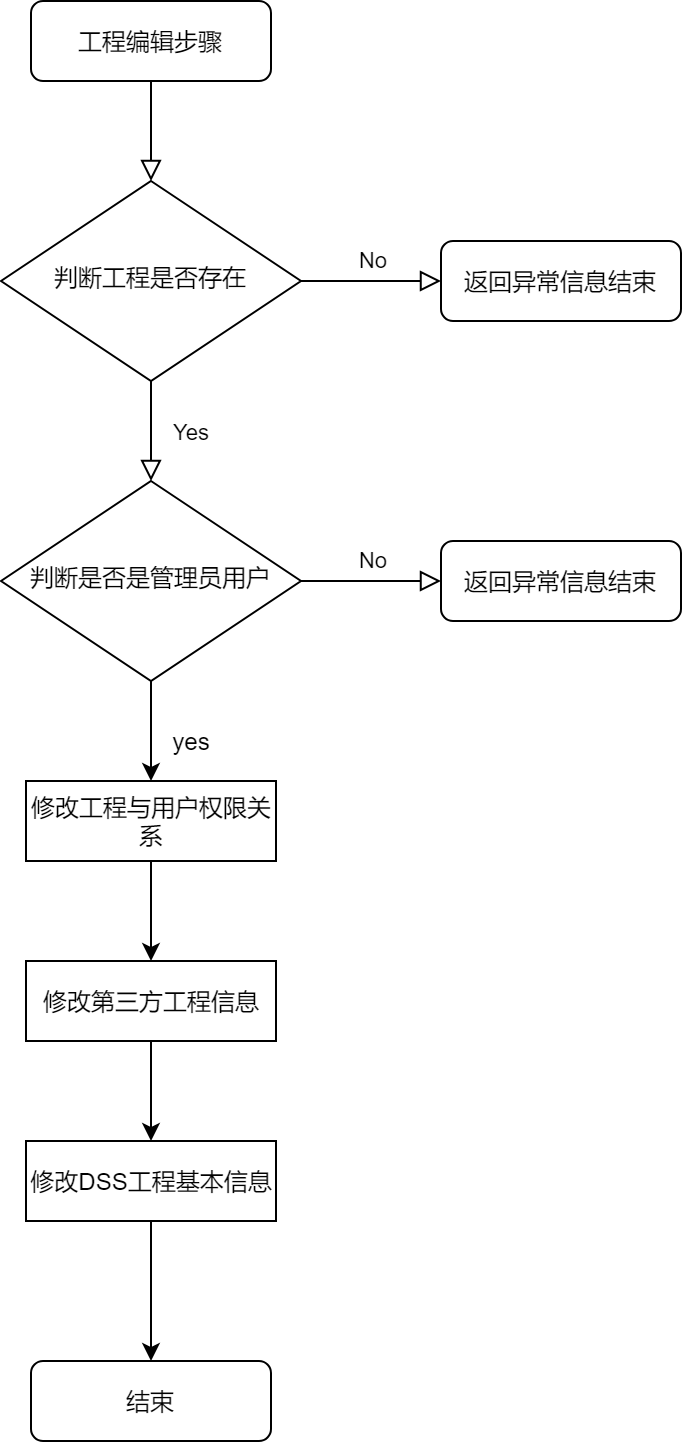 工程编辑步骤
判断工程是否存在
No
返回异常信息结束
Yes
判断是否是管理员用户
No
返回异常信息结束
yes
修改工程与用户权限关
系
修改第三方工程信息
修改DSS工程基本信息
结束